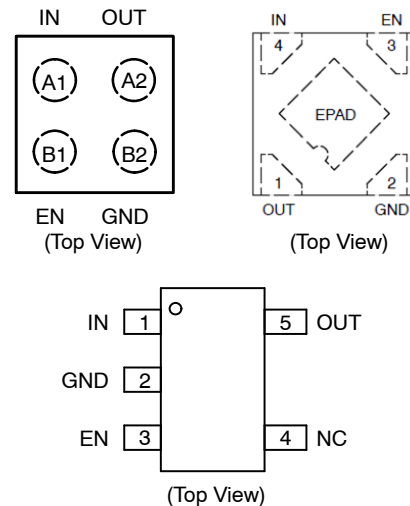 IN OUT
A1 A2
B1 B2
EN GND
(Top View)
IN EN
4 3
EPAD
1 2
OUT GND
(Top View)
IN 1 5 OUT
GND 2
EN 3 4 NC
(Top View)